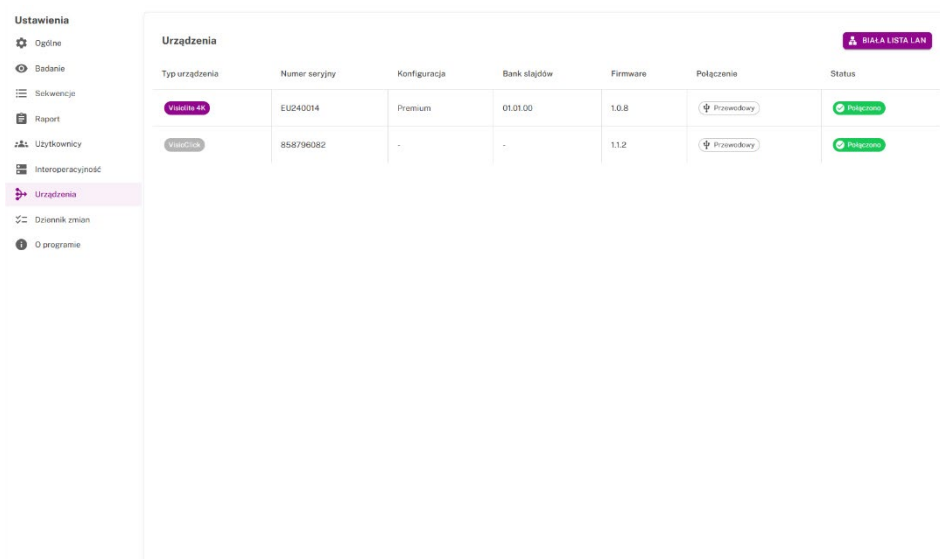 Ustawienia
Ogólne
Badanie
Sekwencje
Raport
Użytkownicy
Interoperacyjność
Urządzenia
Dziennik zmian
O programie
Urządzenia
BIAŁA LISTA LAN
Typ urządzenia Numer seryjny Konfiguracja Bank slajdów Firmware Połączenie Status
Visiolite 4K EU240014 Premium 01.01.00 1.0.8 Przewodowy Połączono
VisioClick 858796082 - - 1.1.2 Przewodowy Połączono